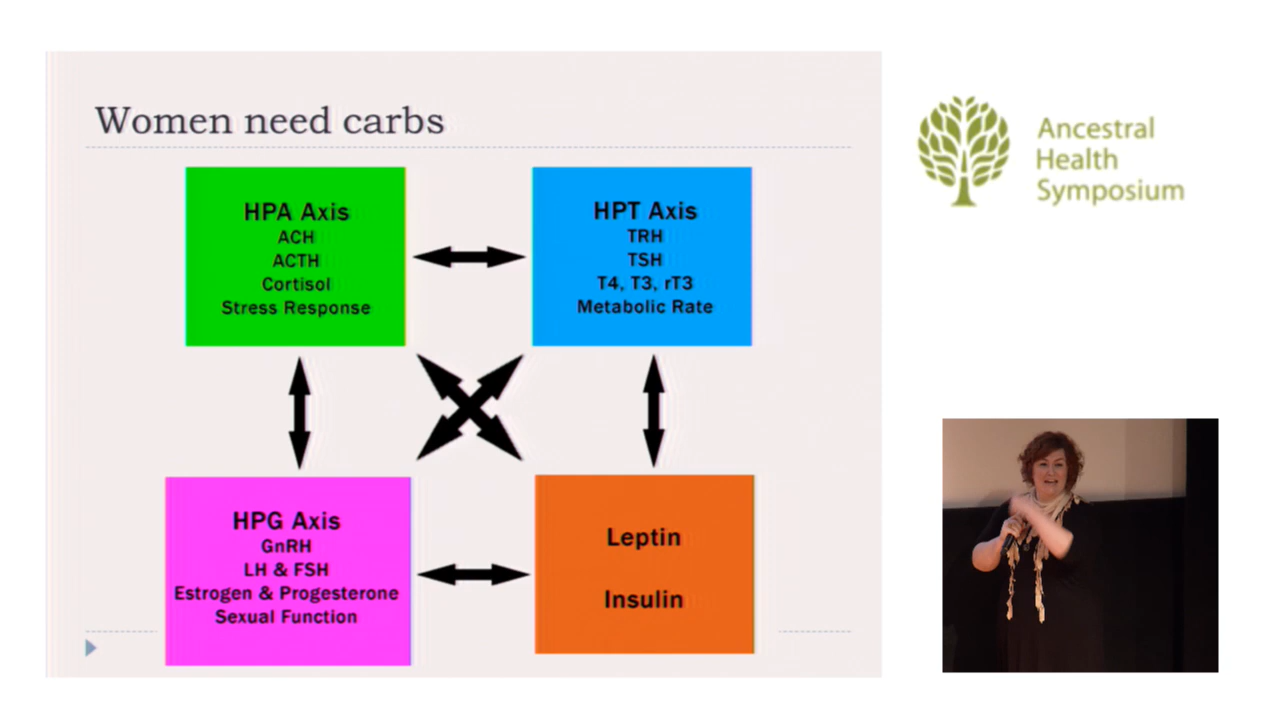 Women need carbs
HPA Axis
ACH
ACTH
Cortisol
Stress Response
HPT Axis
TRH
TSH
T4, T3, rT3
Metabolic Rate
HPG Axis
GnRH
LH & FSH
Estrogen & Progesterone
Sexual Function
Leptin
Insulin
Ancestral
Health
Symposium